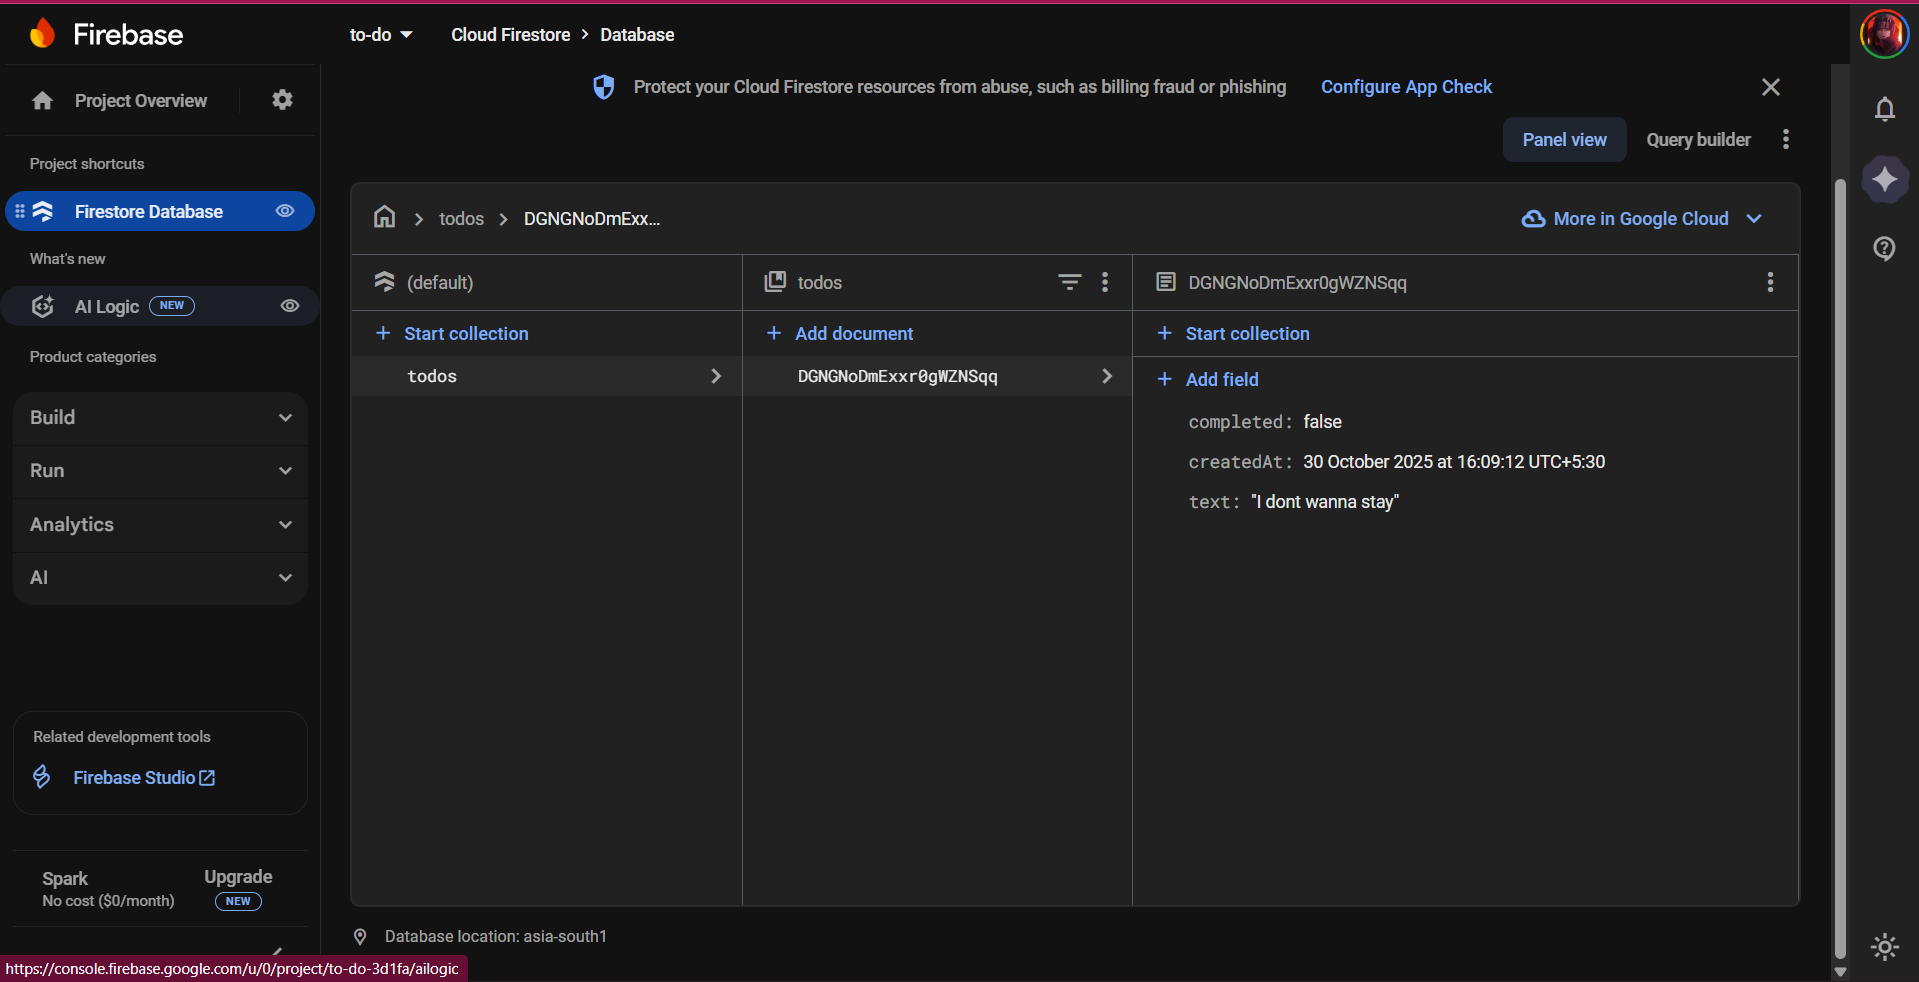 Firebase
to-do
Cloud Firestore > Database
Protect your Cloud Firestore resources from abuse, such as billing fraud or phishing
Configure App Check
Panel view
Query builder
Project Overview
Project shortcuts
Firestore Database
What's new
AI Logic NEW
Product categories
Build
Run
Analytics
AI
Related development tools
Firebase Studio
Spark
No cost ($0/month)
Upgrade
NEW
todos > DGNGNoDmExx...
More in Google Cloud
(default)
+ Start collection
todos
todos
+ Add document
DGNGNoDmExxr0gWZNSqq
DGNGNoDmExxr0gWZNSqq
+ Start collection
+ Add field
completed: false
createdAt: 30 October 2025 at 16:09:12 UTC+5:30
text: "I dont wanna stay"
Database location: asia-south1
https://console.firebase.google.com/u/0/project/to-do-3d1fa/ailogic